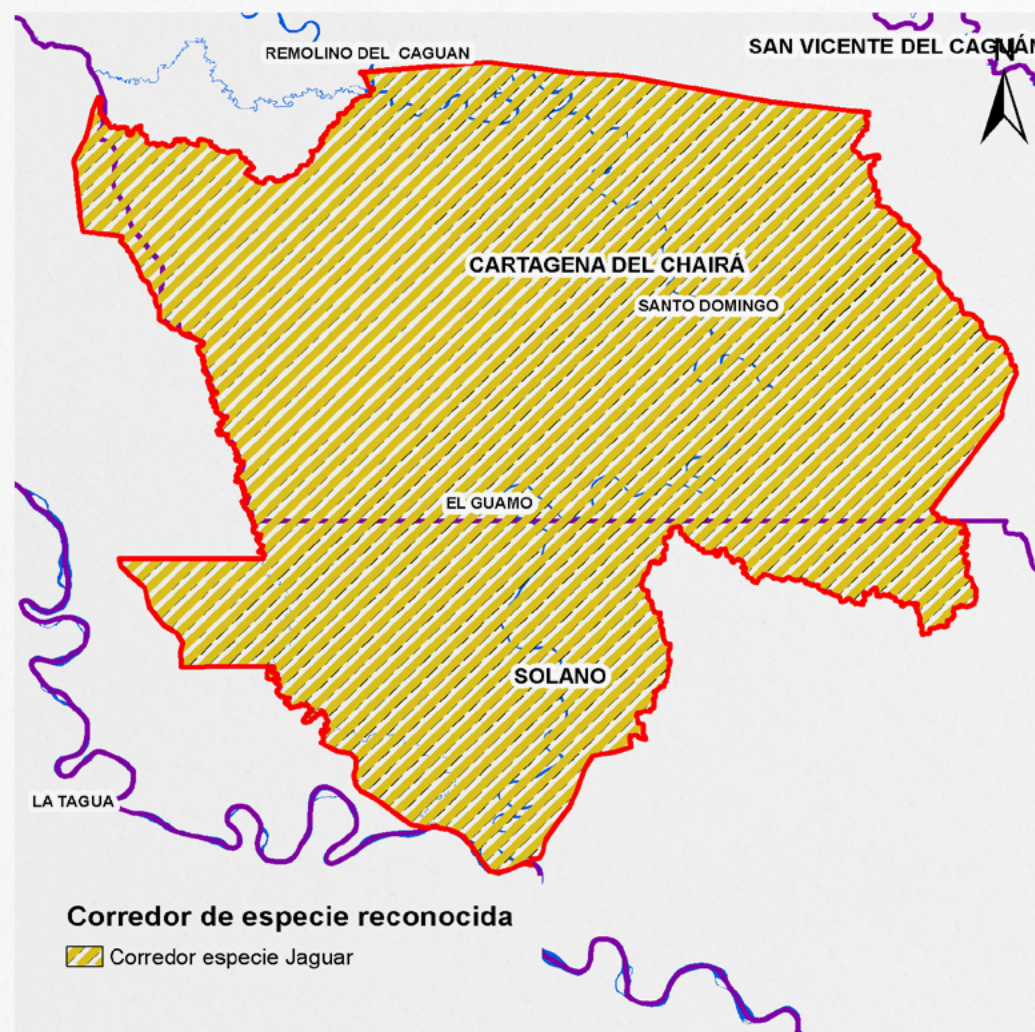 REMOLINO DEL CAGUAN
SAN VICENTE DEL CAGUÁN
N
CARTAGENA DEL CHAIRÁ
SANTO DOMINGO
EL GUAMO
SOLANO
LA TAGUA
Corredor de especie reconocida
Corredor especie Jaguar